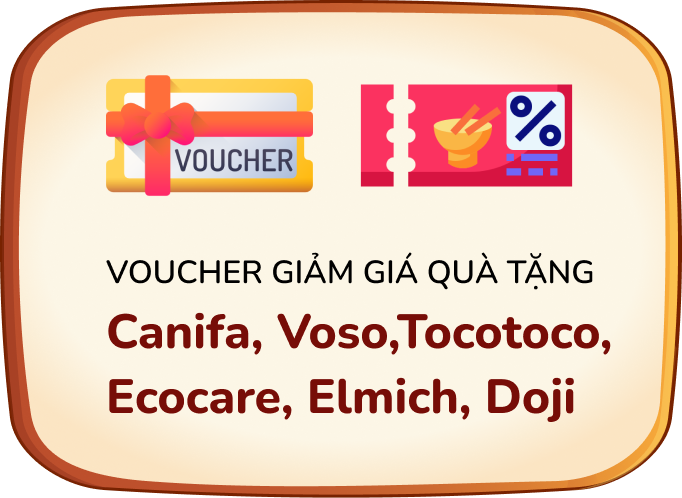 VOUCHER
VOUCHER GIẢM GIÁ QUÀ TẶNG
Canifa, Voso,Tocotoco,
Ecocare, Elmich, Doji